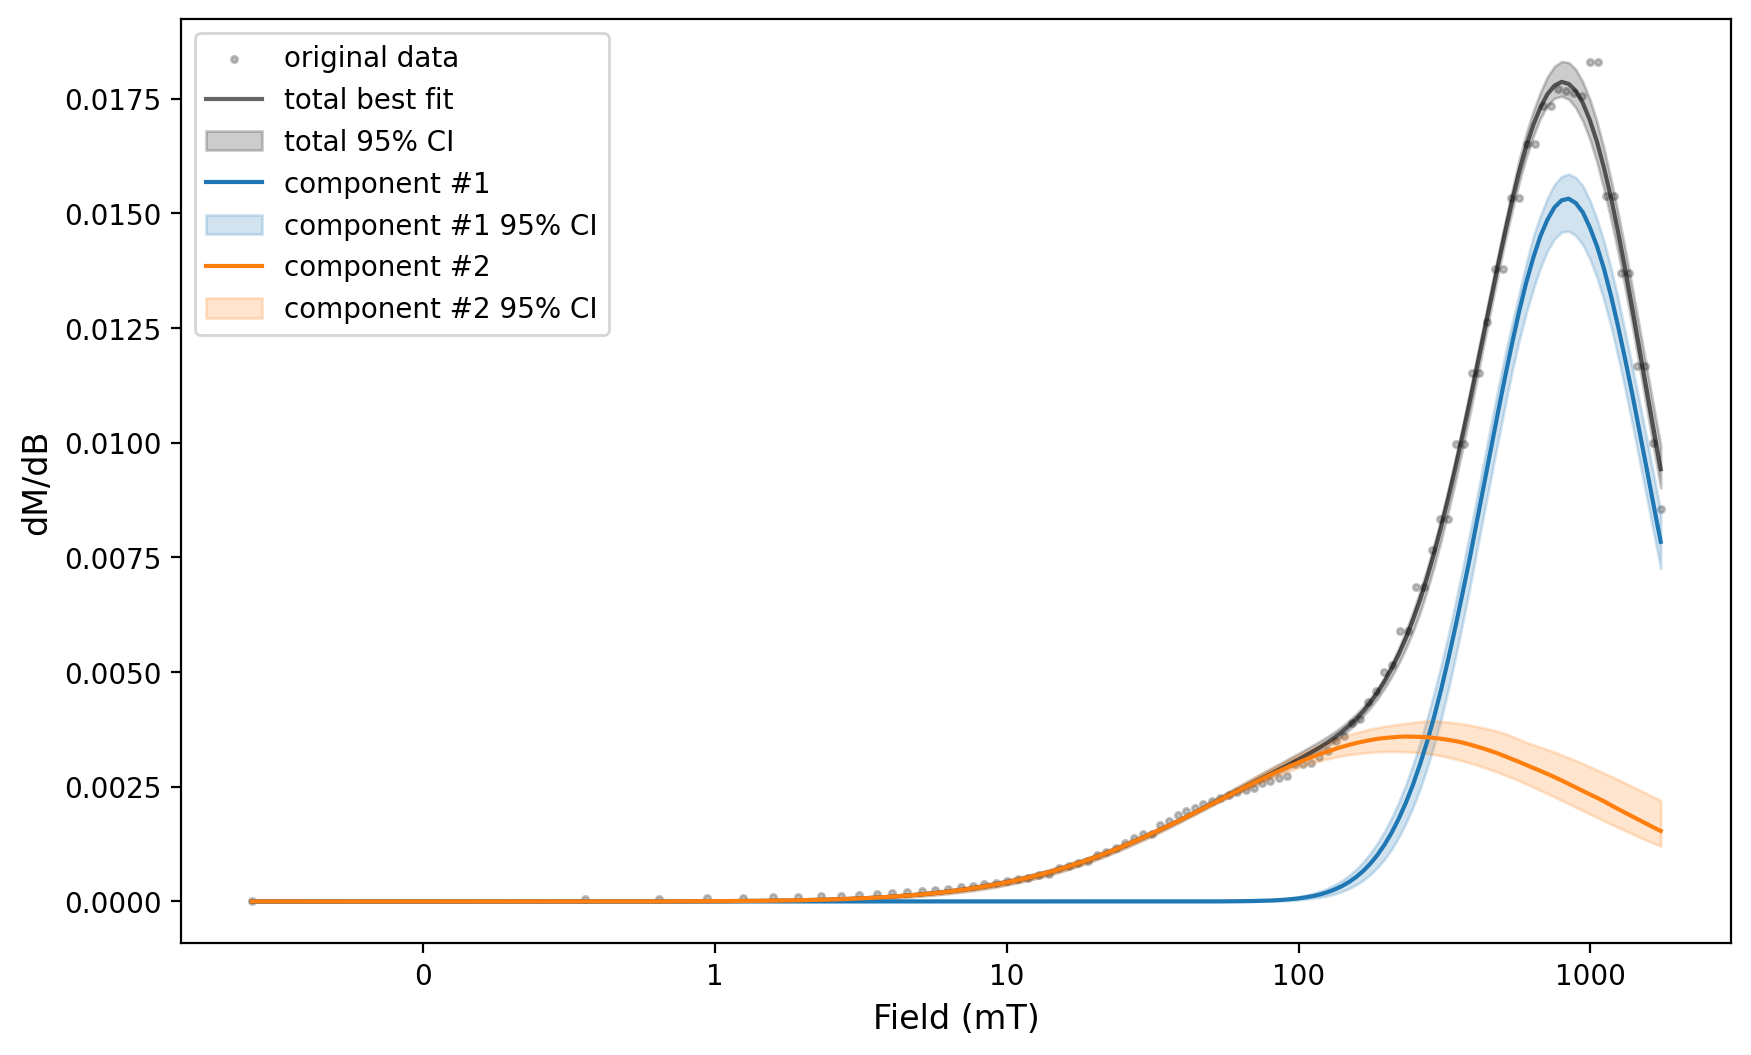 original data
total best fit
total 95% CI
component #1
component #1 95% CI
component #2
component #2 95% CI
0.0175
0.0150
0.0125
0.0100
0.0075
0.0050
0.0025
0.0000
dM/dB
0 1 10 100 1000
Field (mT)